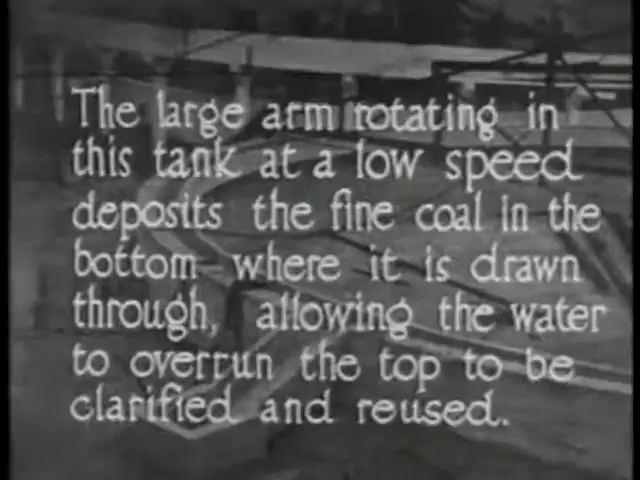 The large arm rotating in
this tank at a low speed
deposits the fine coal in the
bottom where it is drawn
through, allowing the water
to overrun the top to be
clarified and reused.